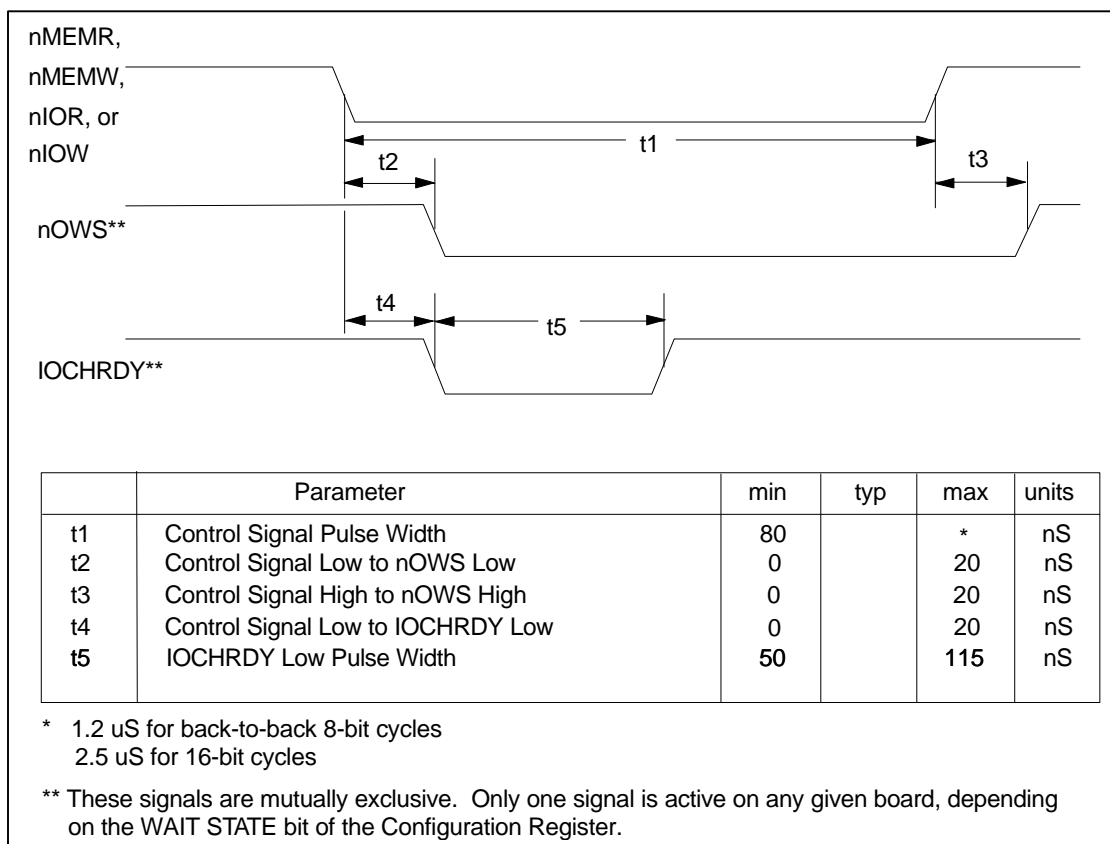 nMEMR,
nMEMW,
nIOR, or
nIOW
t1
t2
t3
nOWS**
t4
t5
IOCHRDY**
Parameter min typ max units
t1 Control Signal Pulse Width 80 * nS
t2 Control Signal Low to nOWS Low 0 20 nS
t3 Control Signal High to nOWS High 0 20 nS
t4 Control Signal Low to IOCHRDY Low 0 20 nS
t5 IOCHRDY Low Pulse Width 50 115 nS
* 1.2 uS for back-to-back 8-bit cycles
2.5 uS for 16-bit cycles
** These signals are mutually exclusive. Only one signal is active on any given board, depending
on the WAIT STATE bit of the Configuration Register.